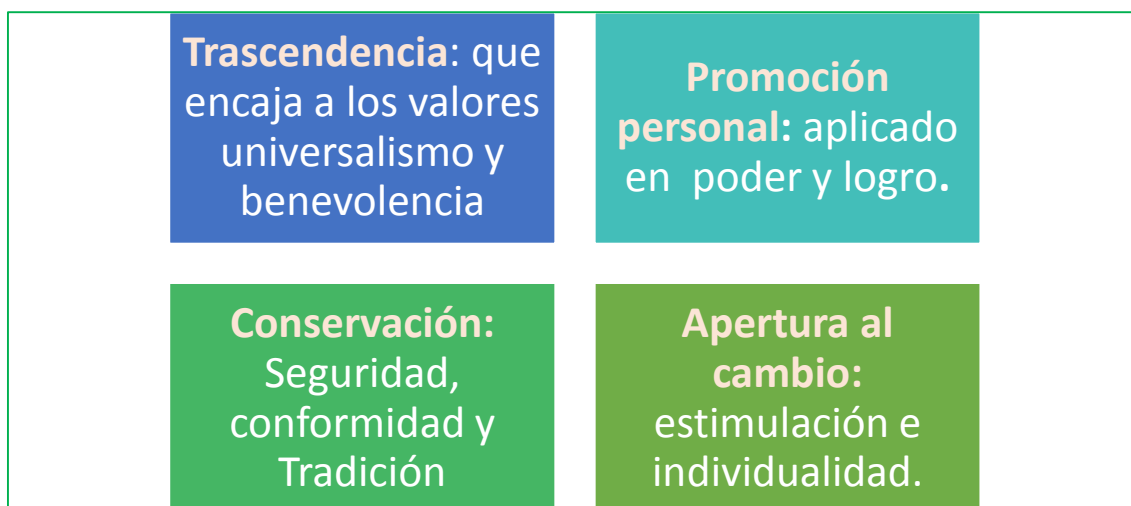 Trascendencia: que
encaja a los valores
universalismo y
benevolencia
Promoción
personal: aplicado
en poder y logro.
Conservación:
Seguridad,
conformidad y
Tradición
Apertura al
cambio:
estimulación e
individualidad.